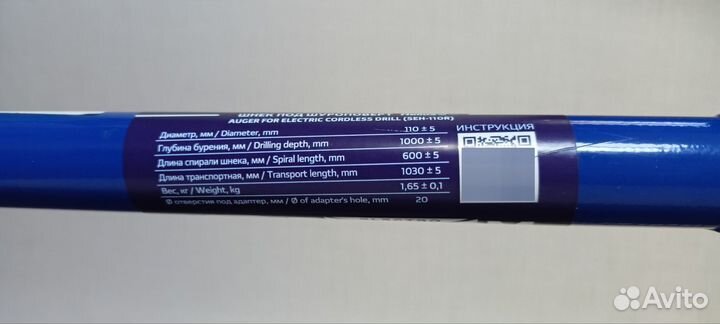 ШНЕК ПОД ШУРУПОВЕРТ
AUGER FOR ELECTRIC CORDLESS DRILL (SEH-110R)
Диаметр, мм / Diameter, mm 110 ± 5
Глубина бурения, мм / Drilling depth, mm 1000 ± 5
Длина спирали шнека, мм / Spiral length, mm 600 ± 5
Длина транспортная, мм / Transport length, mm 1030 ± 5
Вес, кг / Weight, kg 1,65 ± 0,1
Ø отверстия под адаптер, мм / Ø of adapter's hole, mm 20
ИНСТРУКЦИЯ
Avito